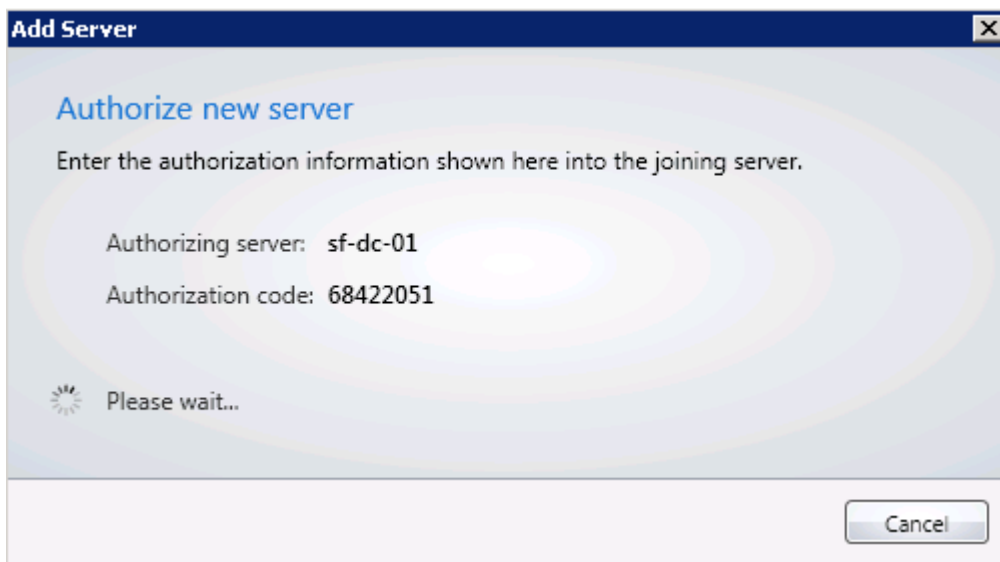 Add Server
Authorize new server
Enter the authorization information shown here into the joining server.
Authorizing server: sf-dc-01
Authorization code: 68422051
Please wait...
Cancel